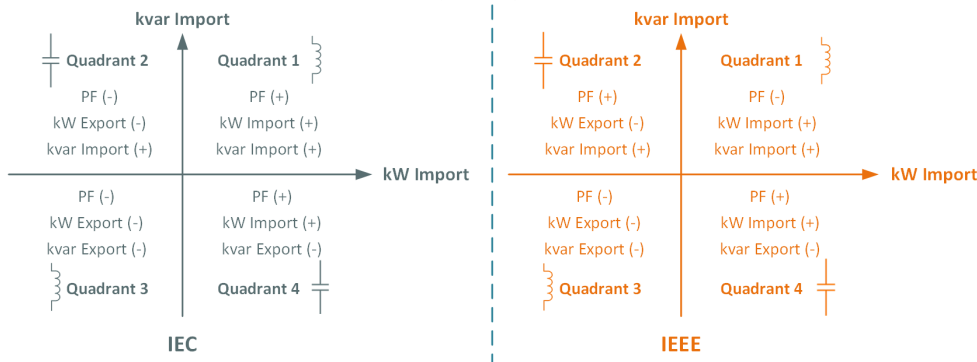 kvar Import
Quadrant 2
Quadrant 1
PF (-)
kW Export (-)
kvar Import (+)
PF (+)
kW Import (+)
kvar Import (+)
kW Import
PF (-)
kW Export (-)
kvar Export (-)
PF (+)
kW Import (+)
kvar Export (-)
Quadrant 3
Quadrant 4
IEC
kvar Import
Quadrant 2
Quadrant 1
PF (+)
kW Export (-)
kvar Import (+)
PF (-)
kW Import (+)
kvar Import (+)
kW Import
PF (-)
kW Export (-)
kvar Export (-)
PF (+)
kW Import (+)
kvar Export (-)
Quadrant 3
Quadrant 4
IEEE